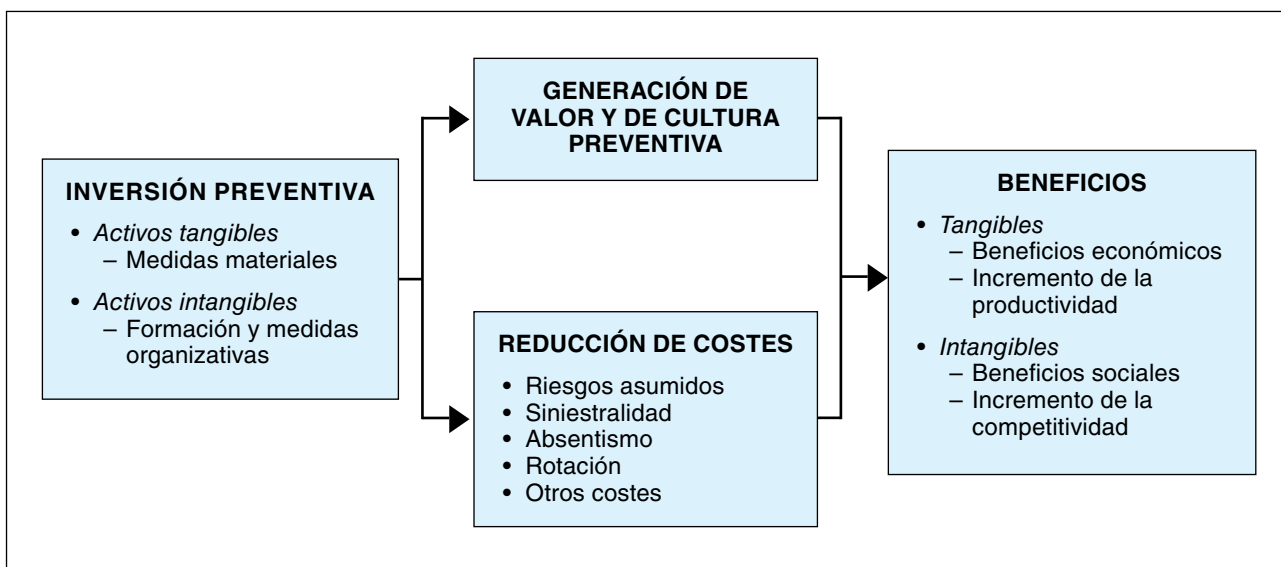 INVERSIÓN PREVENTIVA
• Activos tangibles
– Medidas materiales
• Activos intangibles
– Formación y medidas
organizativas
GENERACIÓN DE
VALOR Y DE CULTURA
PREVENTIVA
REDUCCIÓN DE COSTES
• Riesgos asumidos
• Siniestralidad
• Absentismo
• Rotación
• Otros costes
BENEFICIOS
• Tangibles
– Beneficios económicos
– Incremento de la
productividad
• Intangibles
– Beneficios sociales
– Incremento de la
competitividad